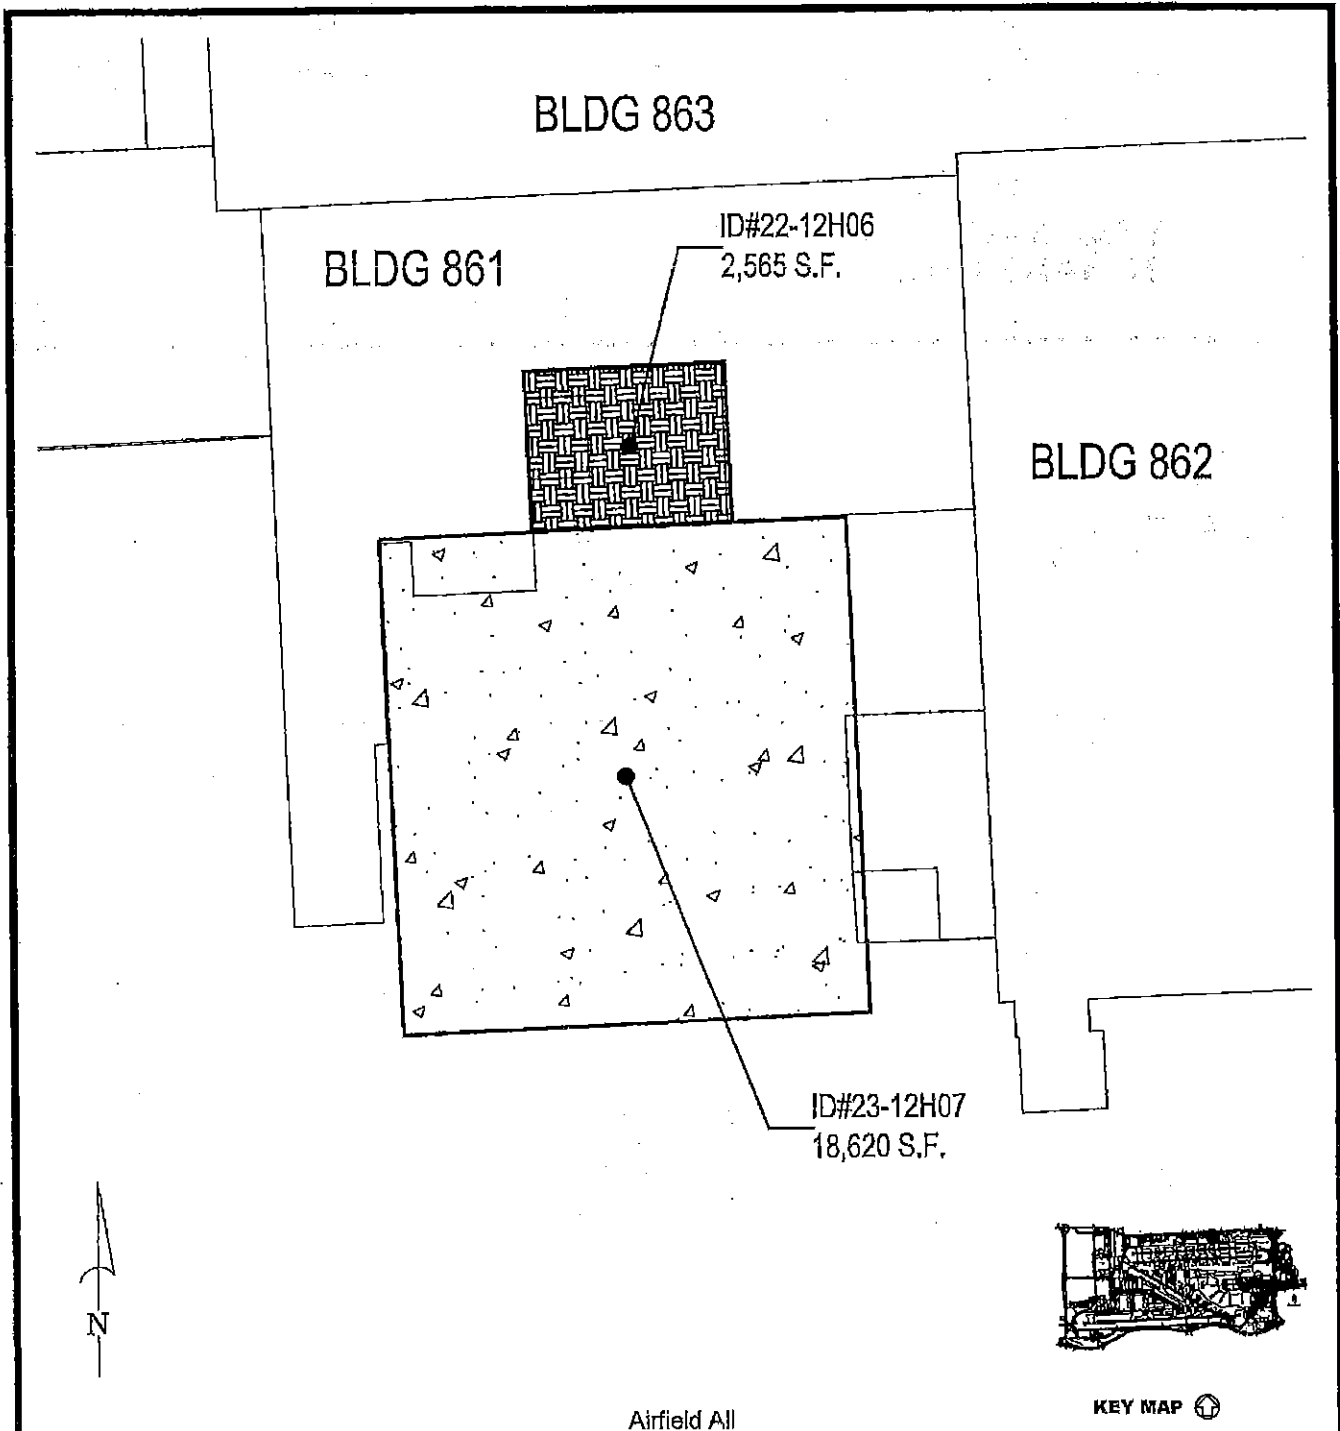 BLDG 863
ID#22-12H06
2,565 S.F.
BLDG 861
BLDG 862
ID#23-12H07
18,620 S.F.
N
KEY MAP
Airfield All